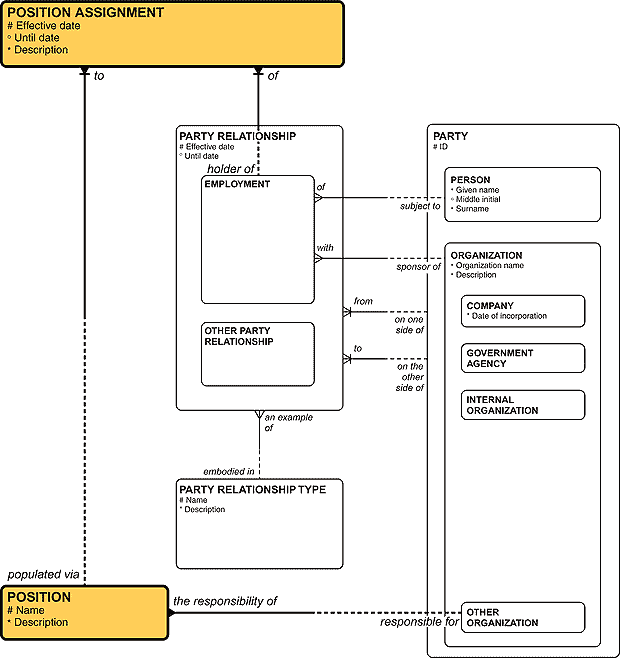 POSITION ASSIGNMENT
# Effective date
o Until date
* Description
to
of
PARTY RELATIONSHIP
# Effective date
o Until date
holder of
EMPLOYMENT
of
with
OTHER PARTY
RELATIONSHIP
from
to
an example
of
embodied in
PARTY RELATIONSHIP TYPE
# Name
* Description
PARTY
# ID
PERSON
* Given name
o Middle initial
* Surname
subject to
ORGANIZATION
* Organization name
* Description
sponsor of
COMPANY
* Date of incorporation
on one
side of
GOVERNMENT
AGENCY
on the
other
side of
INTERNAL
ORGANIZATION
populated via
POSITION
# Name
* Description
the responsibility of
responsible for
OTHER
ORGANIZATION